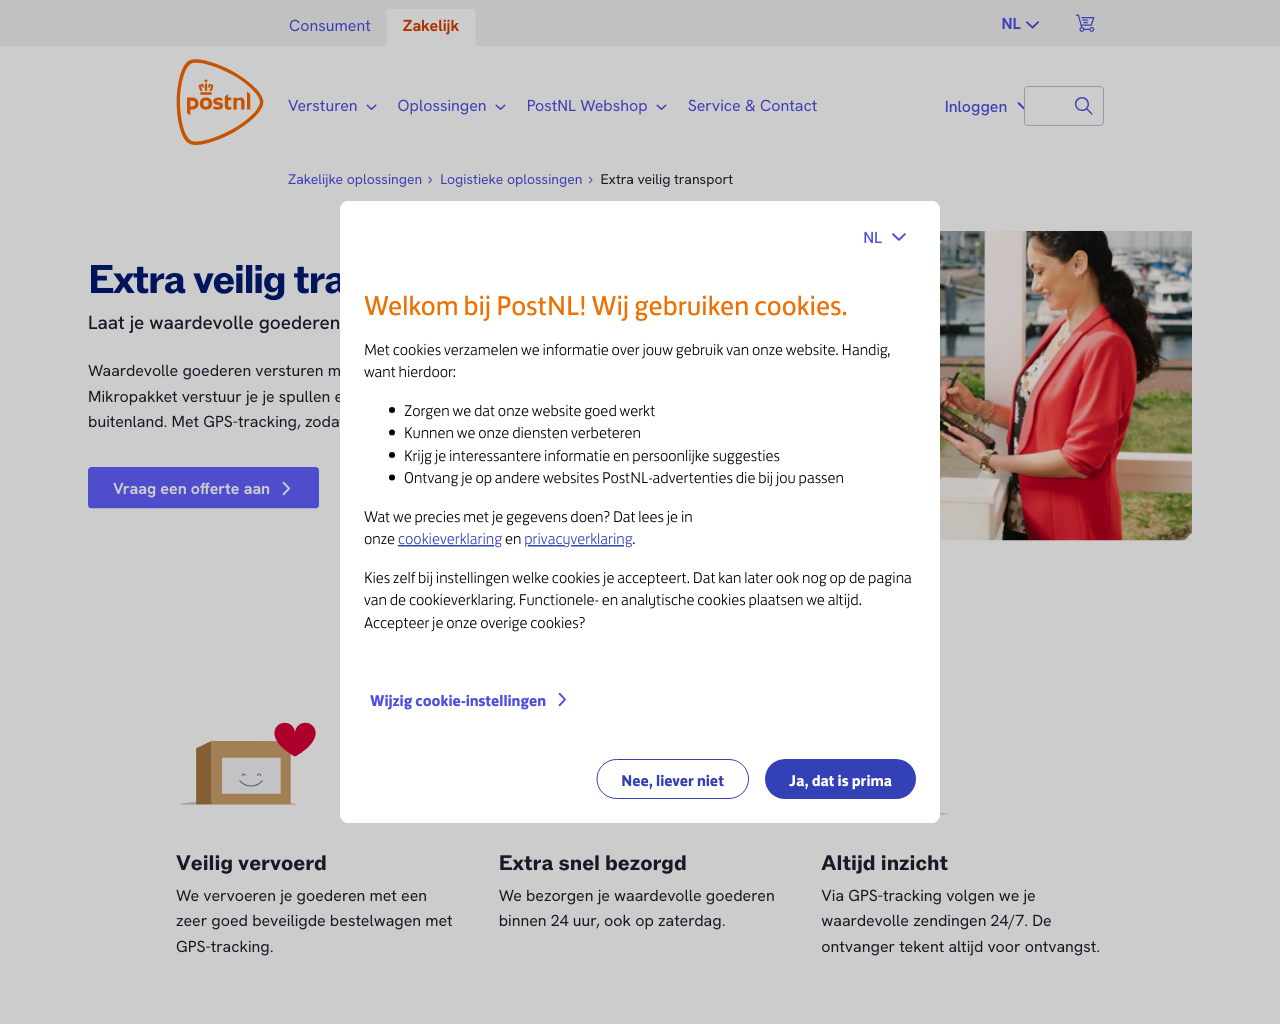 Consument
Zakelijk
NL
postnl
Versturen
Oplossingen
PostNL Webshop
Service & Contact
Inloggen
Zakelijke oplossingen › Logistieke oplossingen › Extra veilig transport
Extra veilig tra
Laat je waardevolle goederen
Waardevolle goederen versturen m
Mikropakket verstuur je je spullen e
buitenland. Met GPS-tracking, zoda
Vraag een offerte aan
NL
Welkom bij PostNL! Wij gebruiken cookies.
Met cookies verzamelen we informatie over jouw gebruik van onze website. Handig,
want hierdoor:
• Zorgen we dat onze website goed werkt
• Kunnen we onze diensten verbeteren
• Krijg je interessantere informatie en persoonlijke suggesties
• Ontvang je op andere websites PostNL-advertenties die bij jou passen
Wat we precies met je gegevens doen? Dat lees je in
onze cookieverklaring en privacyverklaring.
Kies zelf bij instellingen welke cookies je accepteert. Dat kan later ook nog op de pagina
van de cookieverklaring. Functionele- en analytische cookies plaatsen we altijd.
Accepteer je onze overige cookies?
Wijzig cookie-instellingen
Nee, liever niet
Ja, dat is prima
Veilig vervoerd
We vervoeren je goederen met een
zeer goed beveiligde bestelwagen met
GPS-tracking.
Extra snel bezorgd
We bezorgen je waardevolle goederen
binnen 24 uur, ook op zaterdag.
Altijd inzicht
Via GPS-tracking volgen we je
waardevolle zendingen 24/7. De
ontvanger tekent altijd voor ontvangst.